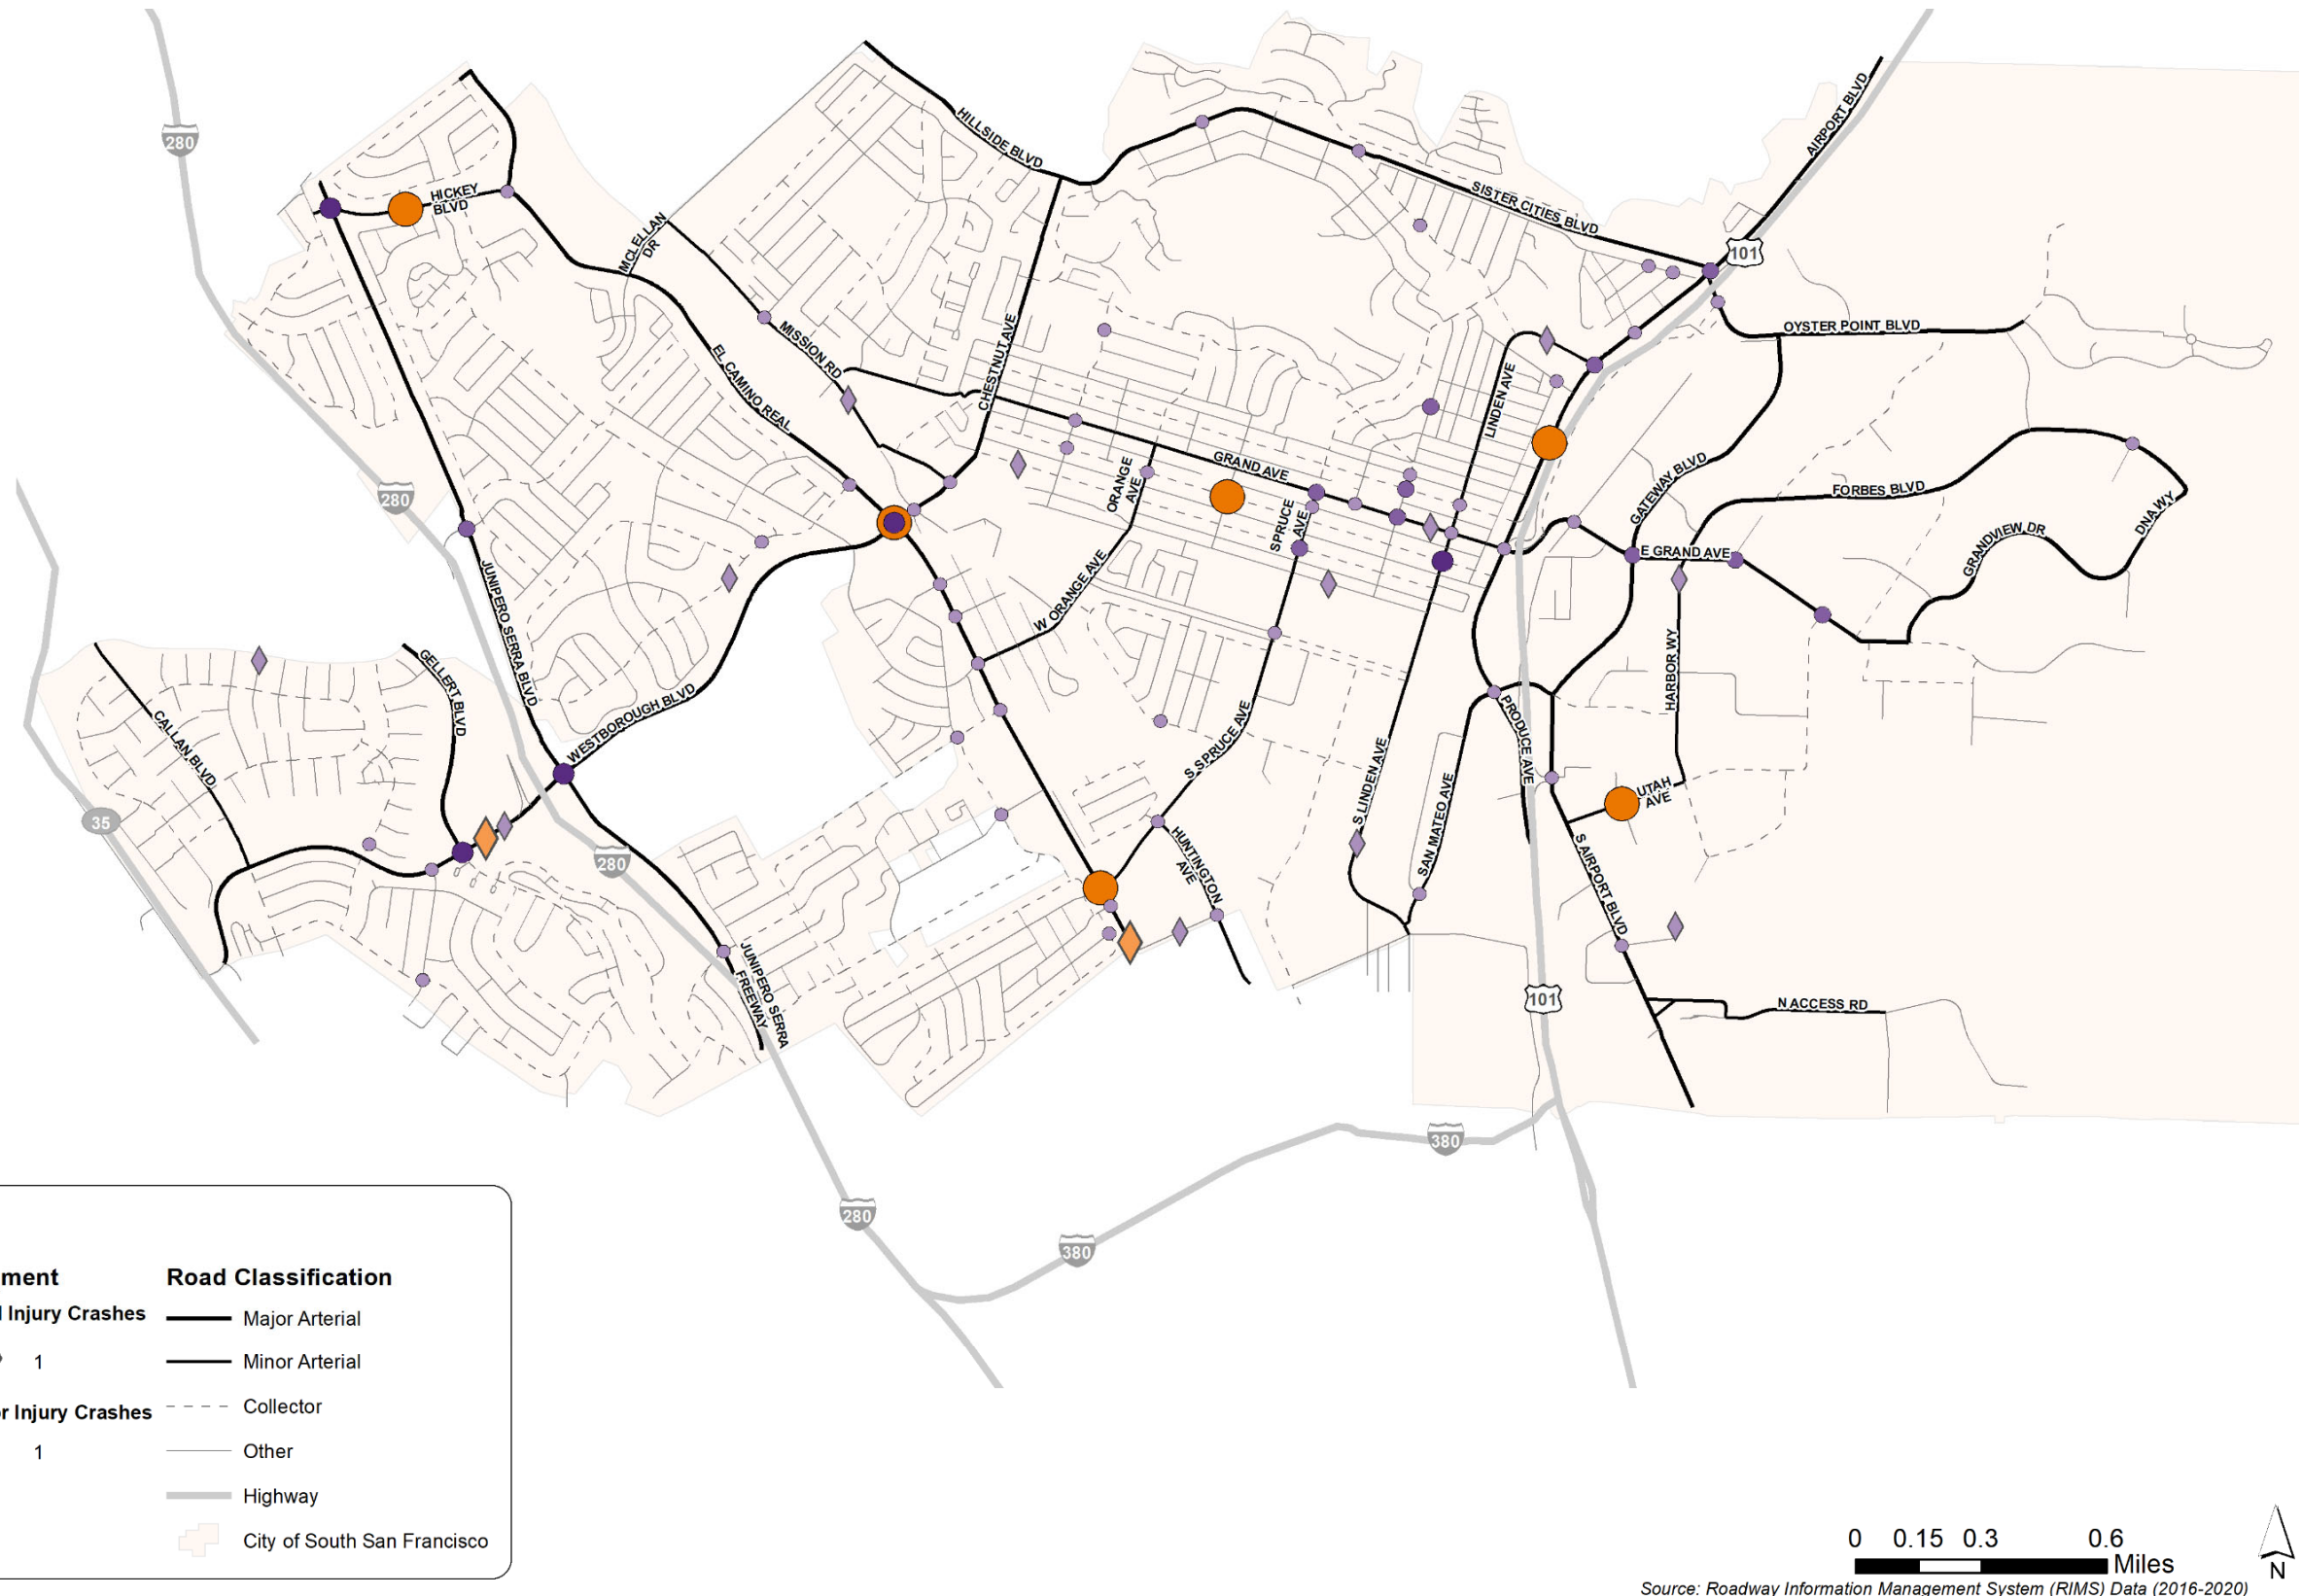 280
HILLSIDE BLVD
AIRPORT BLVD
HICKEY
BLVD
MCLELLAN
DR
SISTER CITIES BLVD
101
MISSION RD
EL CAMINO REAL
CHESTNUT AVE
OYSTER POINT BLVD
LINDEN AVE
GRAND AVE
ORANGE
AVE
SPRUCE
AVE
GATEWAY BLVD
FORBES BLVD
DNA WY
GRANDVIEW DR
E GRAND AVE
280
JUNIPERO SERRA BLVD
W ORANGE AVE
HARBOR WY
GELLERT BLVD
CALLAN BLVD
WESTBOROUGH BLVD
S SPRUCE AVE
PRODUCE AVE
S LINDEN AVE
SAN MATEO AVE
UTAH
AVE
35
280
HUNTINGTON
AVE
S AIRPORT BLVD
JUNIPERO SERRA
FREEWAY
101
N ACCESS RD
380
280
380
ment
Road Classification
Injury Crashes
Major Arterial
1
Minor Arterial
r Injury Crashes
Collector
1
Other
Highway
City of South San Francisco
0 0.15 0.3 0.6
Miles
N
Source: Roadway Information Management System (RIMS) Data (2016-2020)